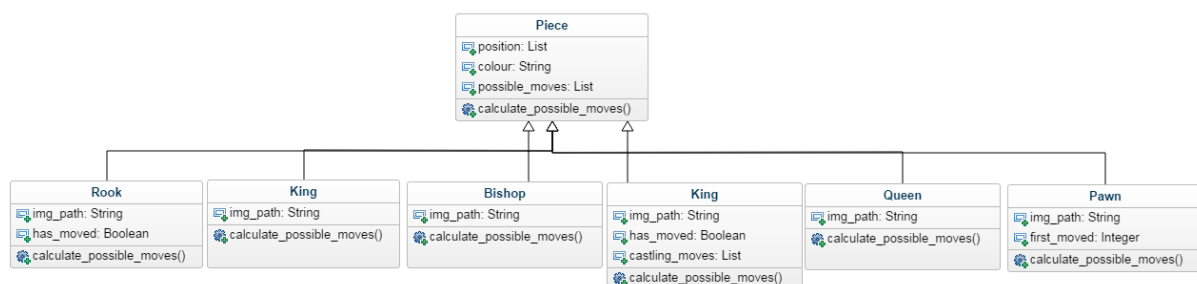 Piece
position: List
colour: String
possible_moves: List
calculate_possible_moves()
Rook
img_path: String
has_moved: Boolean
calculate_possible_moves()
King
img_path: String
calculate_possible_moves()
Bishop
img_path: String
calculate_possible_moves()
King
img_path: String
has_moved: Boolean
castling_moves: List
calculate_possible_moves()
Queen
img_path: String
calculate_possible_moves()
Pawn
img_path: String
first_moved: Integer
calculate_possible_moves()